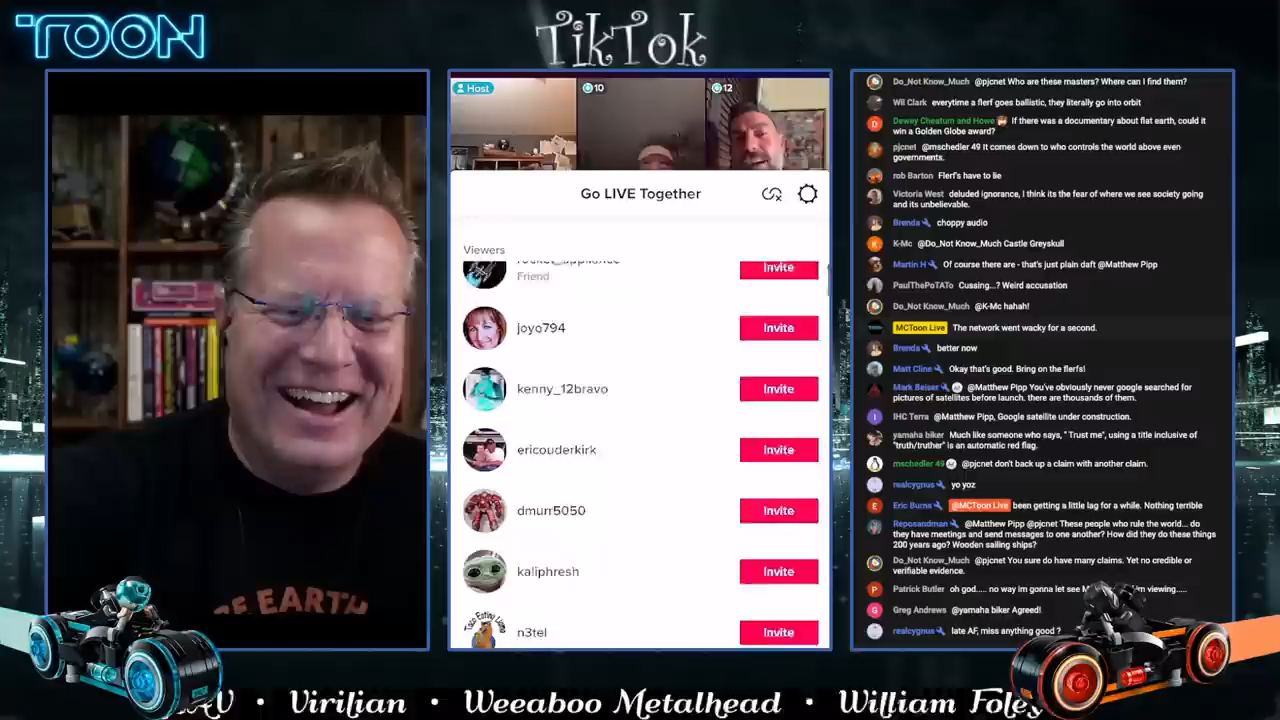 TOON
TikTok
Host
10
12
Go LIVE Together
Viewers
Friend
Invite
joyo794
Invite
kenny_12bravo
Invite
ericouderkirk
Invite
dmurr5050
Invite
kaliphresh
Invite
n3tel
Invite
EARTH
Do_Not_Know_Much @pjcnet Who are these masters? Where can I find them?
Wil Clark everytime a flerf goes ballistic, they literally go into orbit
Dewey Cheatum and Howe If there was a documentary about flat earth, could it
win a Golden Globe award?
pjcnet @mschedler 49 It comes down to who controls the world above even
governments.
rob Barton Flerf's have to lie
Victoria West deluded ignorance, I think its the fear of where we see society going
and its unbelievable.
Brenda choppy audio
K-Mc @Do_Not_Know_Much Castle Greyskull
Martin H Of course there are - that's just plain daft @Matthew Pipp
PaulThePoTATo Cussing...? Weird accusation
Do_Not_Know_Much @K-Mc hahah!
MCToon Live The network went wacky for a second.
Brenda better now
Matt Cline Okay that's good. Bring on the flerfs!
Mark Beiser @Matthew Pipp You've obviously never google searched for
pictures of satellites before launch. there are thousands of them.
IHC Terra @Matthew Pipp, Google satellite under construction.
yamaha biker Much like someone who says, " Trust me", using a title inclusive of
"truth/truther" is an automatic red flag.
mschedler 49 @pjcnet don't back up a claim with another claim.
realcygnus yo yoz
Eric Burns @MCToon Live been getting a little lag for a while. Nothing terrible
Reposandman @Matthew Pipp @pjcnet These people who rule the world... do
they have meetings and send messages to one another? How did they do these things
200 years ago? Wooden sailing ships?
Do_Not_Know_Much @pjcnet You sure do have many claims. Yet no credible or
verifiable evidence.
Patrick Butler oh god..... no way im gonna let see viewing.....
Greg Andrews @yamaha biker Agreed!
realcygnus late AF, miss anything good ?
• Virilian • Weeaboo Metalhead • William